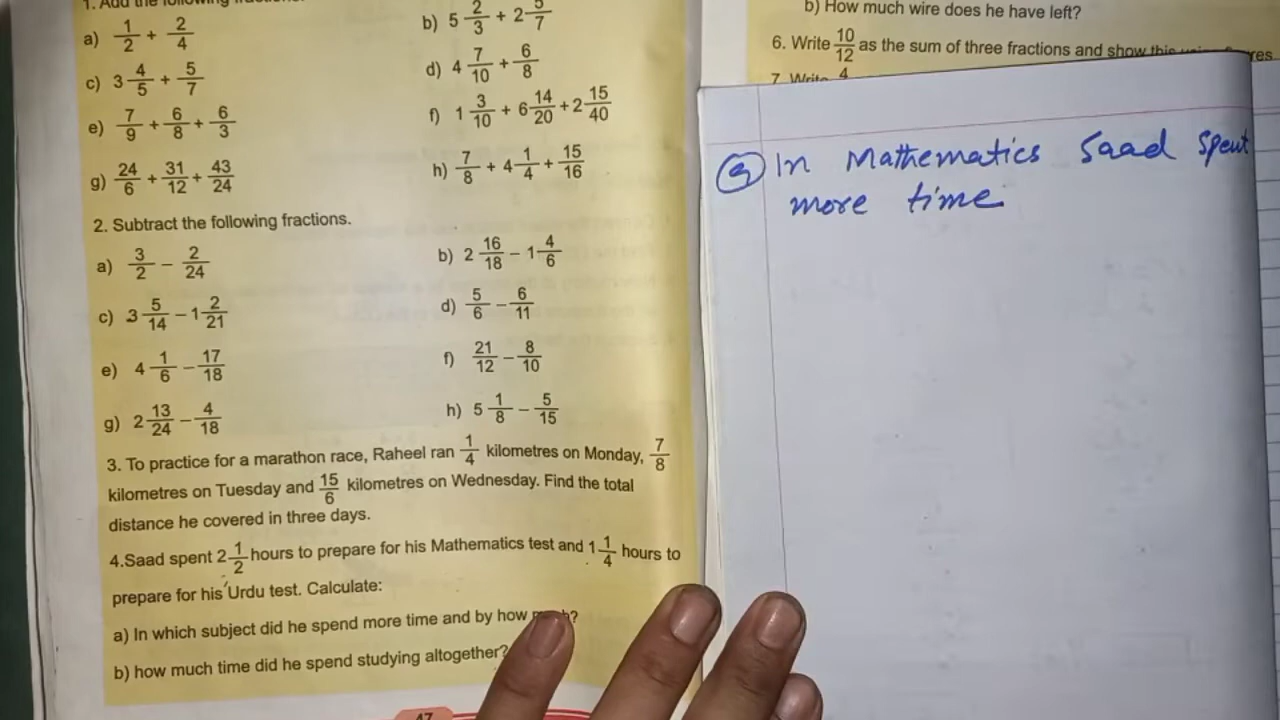 1. Add the following fractions.
a) 1/2 + 2/4
b) 5 2/3 + 2 5/7
c) 3 4/5 + 5/7
d) 4 7/10 + 6/8
e) 7/9 + 6/8 + 6/3
f) 1 3/10 + 6 14/20 + 2 15/40
g) 24/6 + 31/12 + 43/24
h) 7/8 + 4 1/4 + 15/16
2. Subtract the following fractions.
a) 3/2 - 2/24
b) 2 16/18 - 1 4/6
c) 3 5/14 - 1 2/21
d) 5/6 - 6/11
e) 4 1/6 - 17/18
f) 21/12 - 8/10
g) 2 13/24 - 4/18
h) 5 1/8 - 5/15
3. To practice for a marathon race, Raheel ran 1/4 kilometres on Monday, 7/8
kilometres on Tuesday and 15/6 kilometres on Wednesday. Find the total
distance he covered in three days.
4.Saad spent 2 1/2 hours to prepare for his Mathematics test and 1 1/4 hours to
prepare for his Urdu test. Calculate:
a) In which subject did he spend more time and by how much?
b) how much time did he spend studying altogether?
47
b) How much wire does he have left?
6. Write 10/12 as the sum of three fractions and show this
7. Write 4
a In Mathematics Saad spent
more time